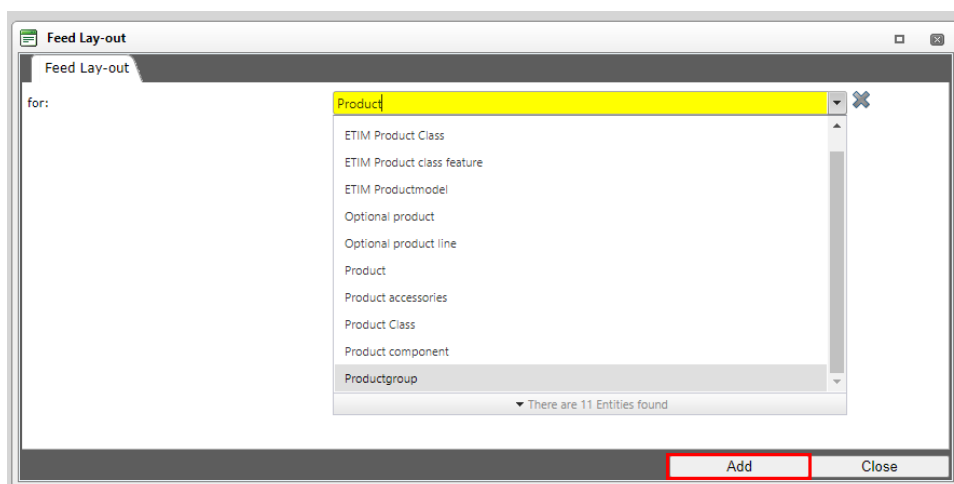 Feed Lay-out
Feed Lay-out
for:
Product
ETIM Product Class
ETIM Product class feature
ETIM Productmodel
Optional product
Optional product line
Product
Product accessories
Product Class
Product component
Productgroup
There are 11 Entities found
Add Close